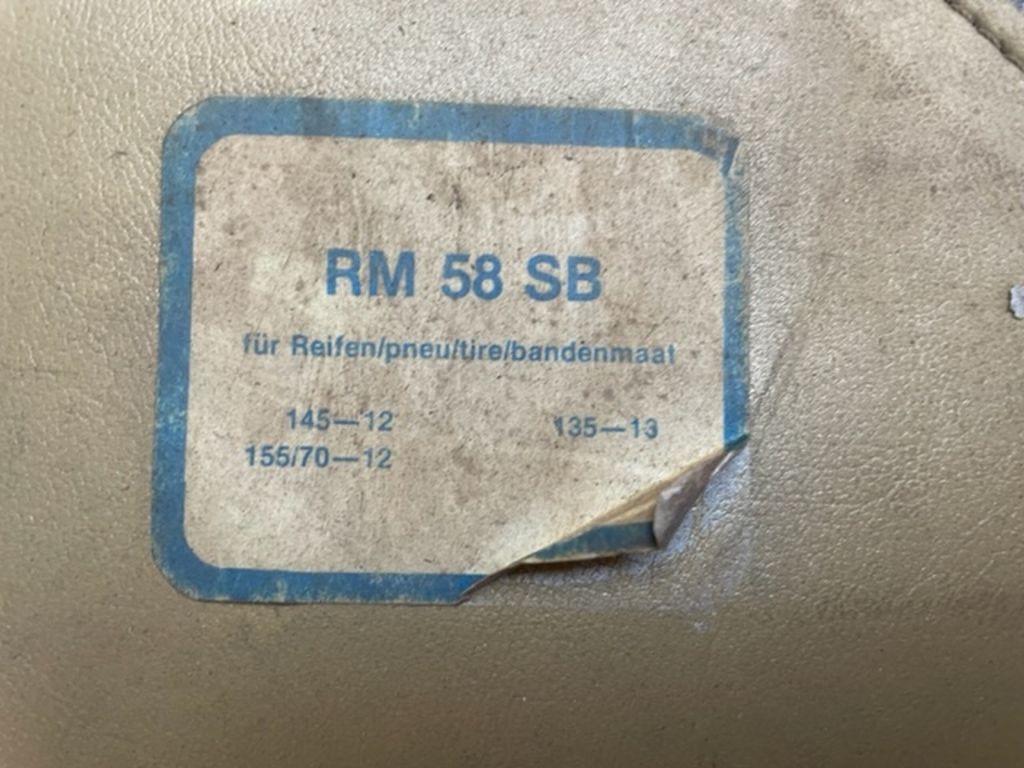 RM 58 SB
für Reifen/pneu/tire/bandenmaat
145—12 135—13
155/70—12